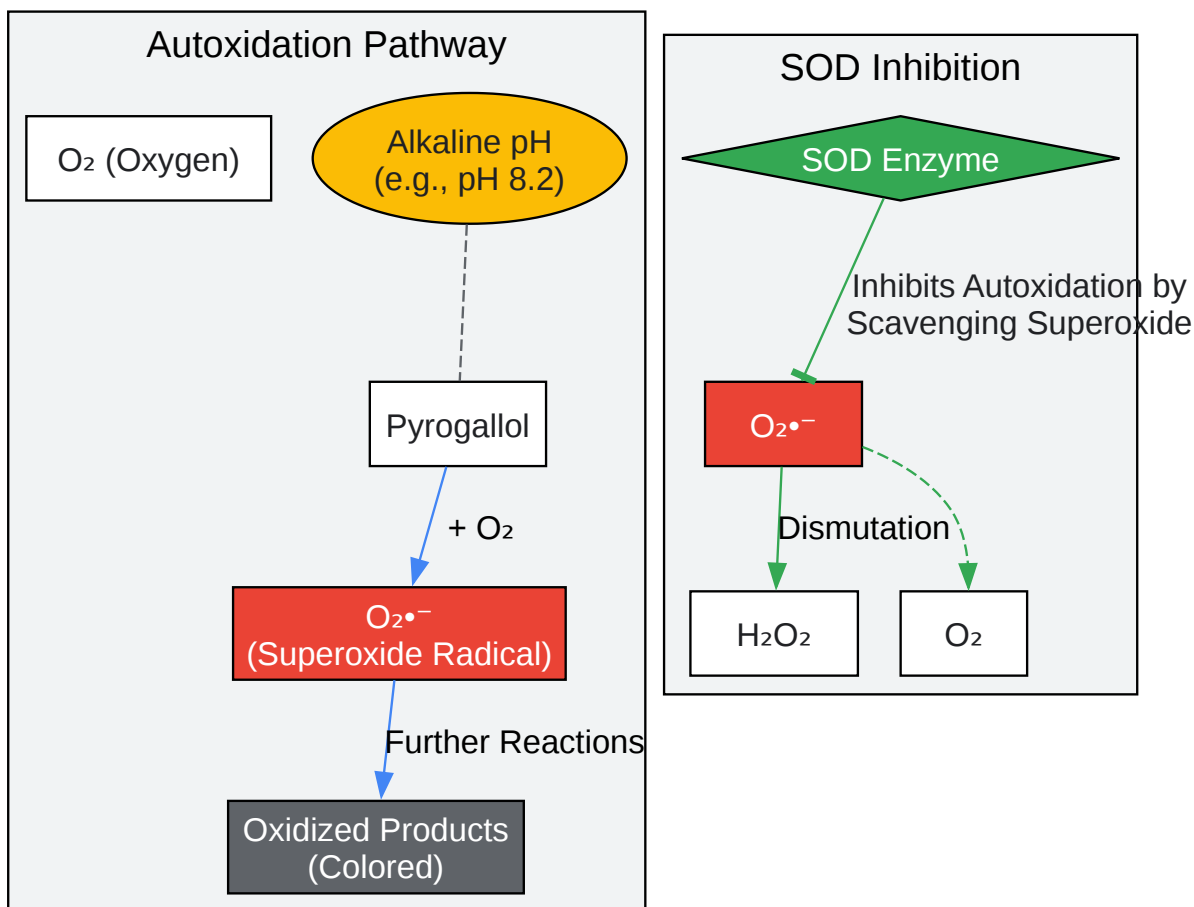 Autoxidation Pathway
O₂ (Oxygen)
Alkaline pH
(e.g., pH 8.2)
Pyrogallol
+ O₂
O₂•⁻
(Superoxide Radical)
Further Reactions
Oxidized Products
(Colored)
SOD Inhibition
SOD Enzyme
Inhibits Autoxidation by
Scavenging Superoxide
O₂•⁻
Dismutation
H₂O₂
O₂